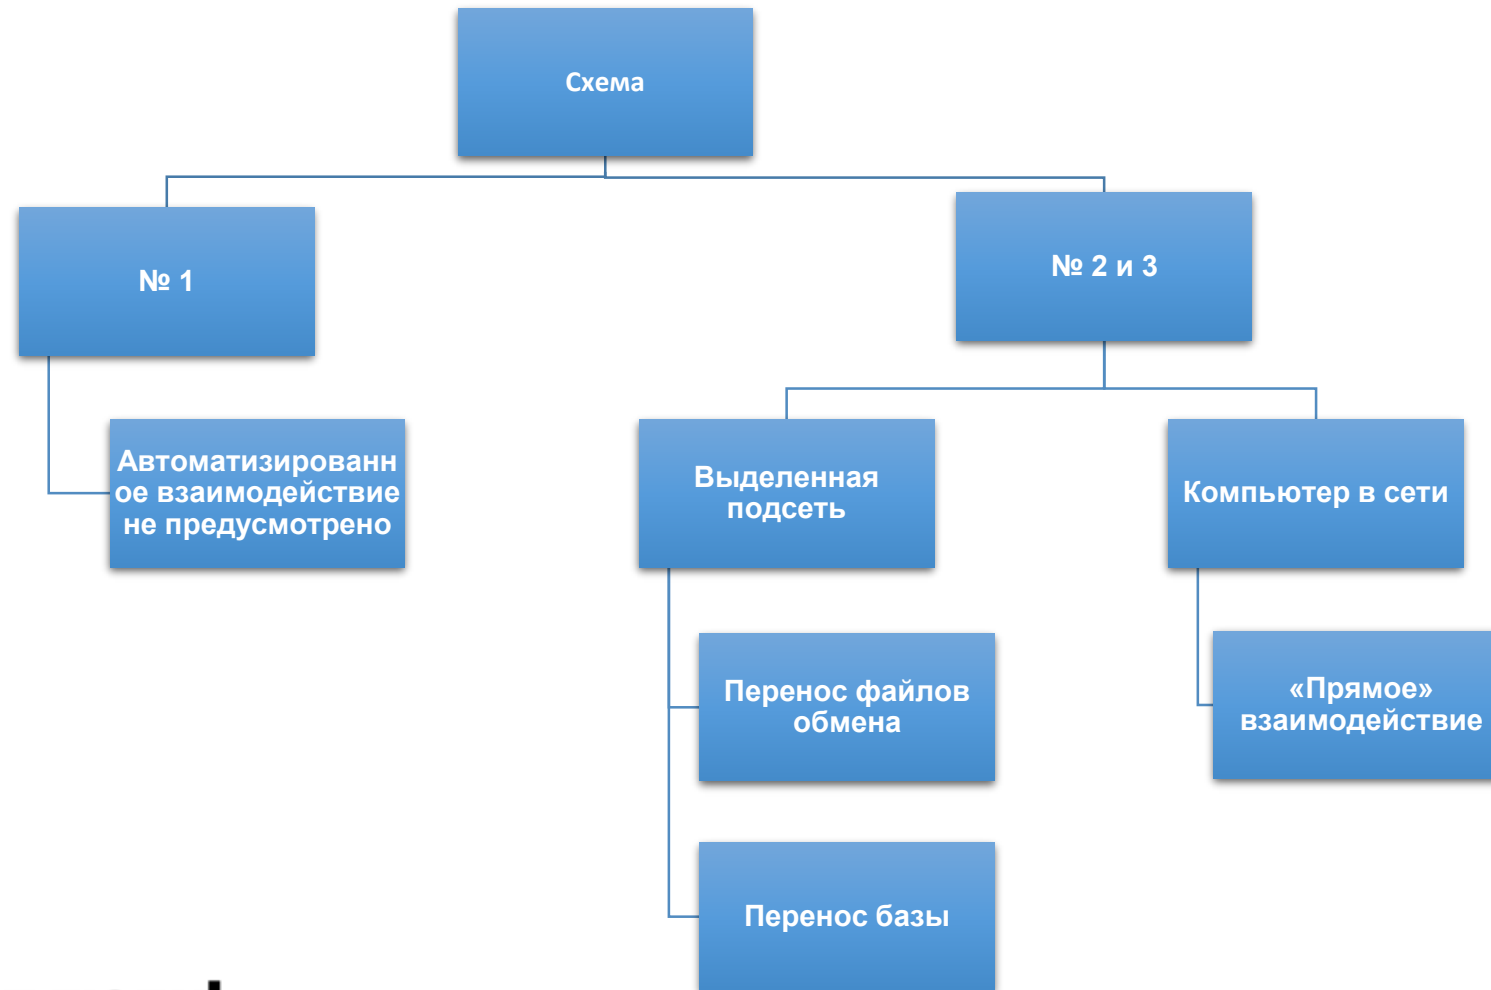 Схема
№ 1
№ 2 и 3
Автоматизированн
ое взаимодействие
не предусмотрено
Выделенная
подсеть
Компьютер в сети
Перенос файлов
обмена
«Прямое»
взаимодействие
Перенос базы